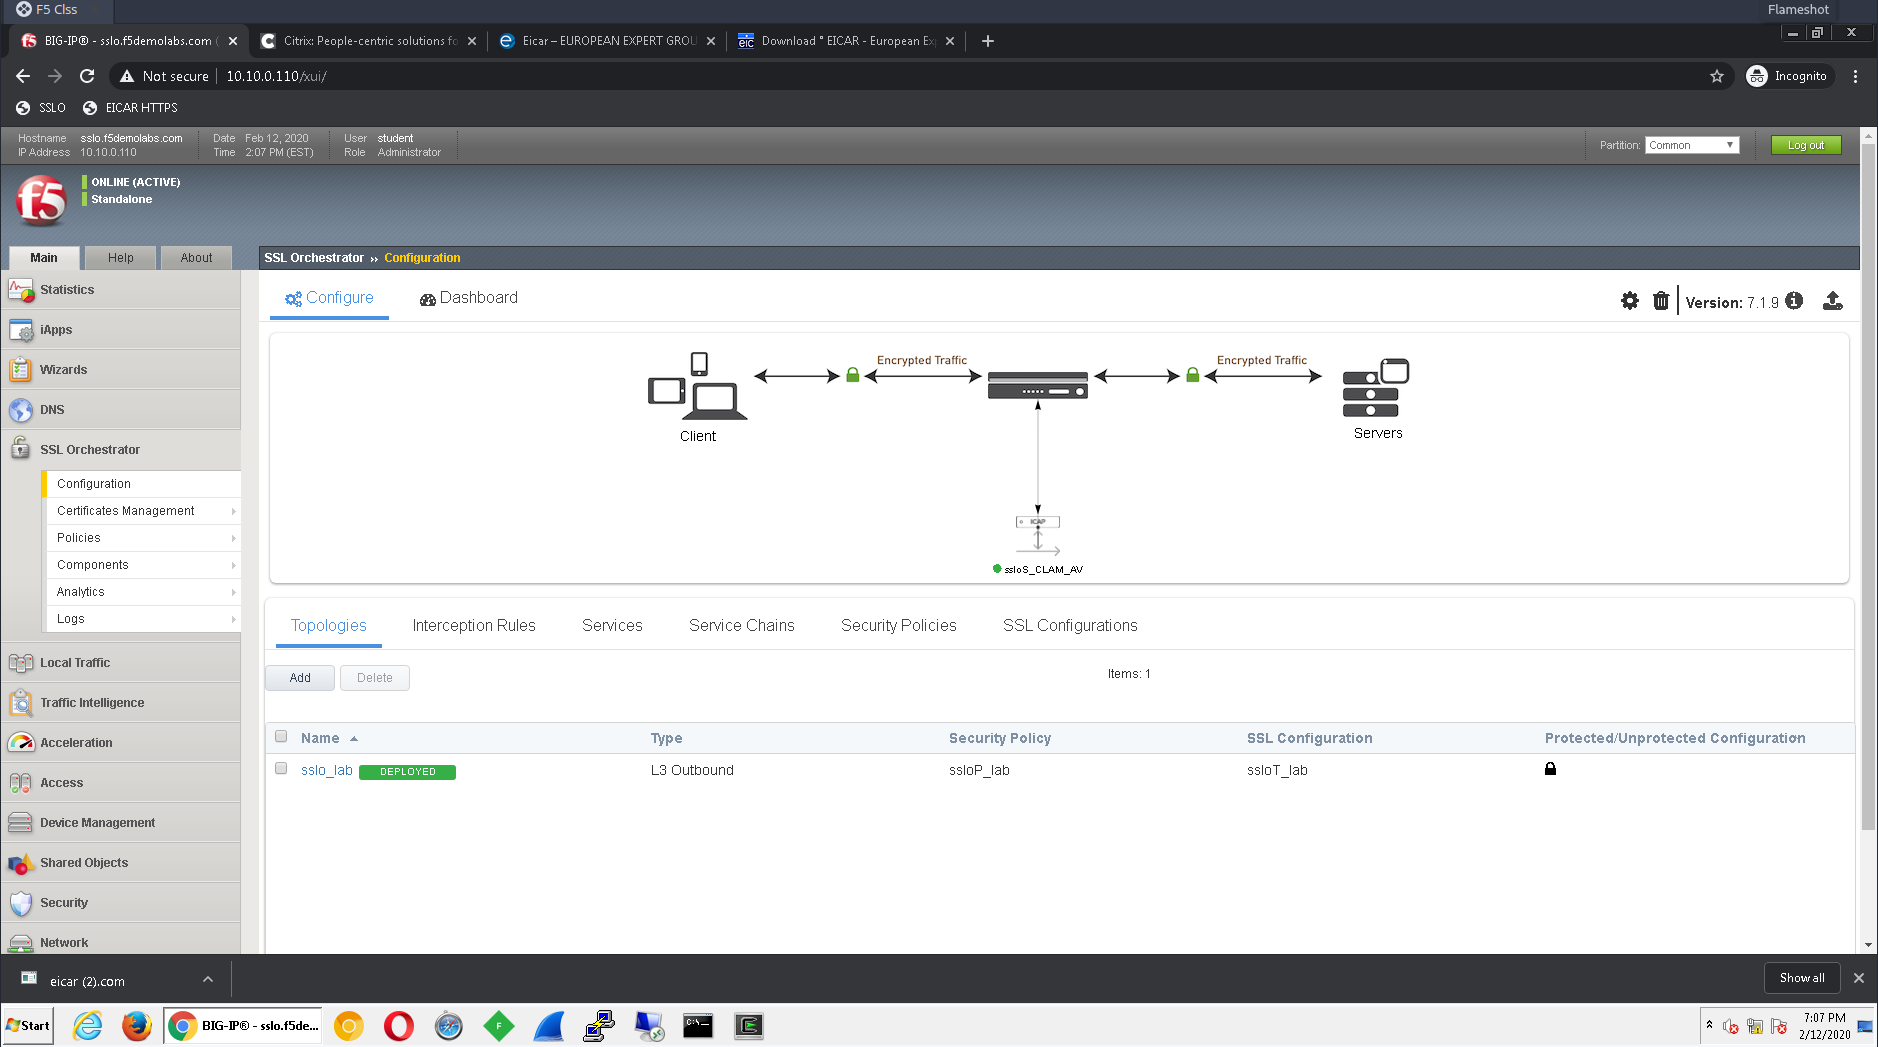 F5 Clss
Flameshot
BIG-IP® - sslo.f5demolabs.com (
Citrix: People-centric solutions fo
Eicar – EUROPEAN EXPERT GROU
Download ° EICAR - European Ex
Not secure
10.10.0.110/xui/
Incognito
SSLO
EICAR HTTPS
Hostname sslo.f5demolabs.com
IP Address 10.10.0.110
Date Feb 12, 2020
Time 2:07 PM (EST)
User student
Role Administrator
Partition: Common
Log out
f5
ONLINE (ACTIVE)
Standalone
Main
Help
About
SSL Orchestrator ›› Configuration
Statistics
iApps
Wizards
DNS
SSL Orchestrator
Configuration
Certificates Management
Policies
Components
Analytics
Logs
Local Traffic
Traffic Intelligence
Acceleration
Access
Device Management
Shared Objects
Security
Network
Configure
Dashboard
Version: 7.1.9
Encrypted Traffic
Encrypted Traffic
Client
Servers
ICAP
ssloS_CLAM_AV
Topologies
Interception Rules
Services
Service Chains
Security Policies
SSL Configurations
Add
Delete
Items: 1
Name
Type
Security Policy
SSL Configuration
Protected/Unprotected Configuration
sslo_lab
DEPLOYED
L3 Outbound
ssloP_lab
ssloT_lab
eicar (2).com
Show all
Start
BIG-IP® - sslo.f5de...
7:07 PM
2/12/2020